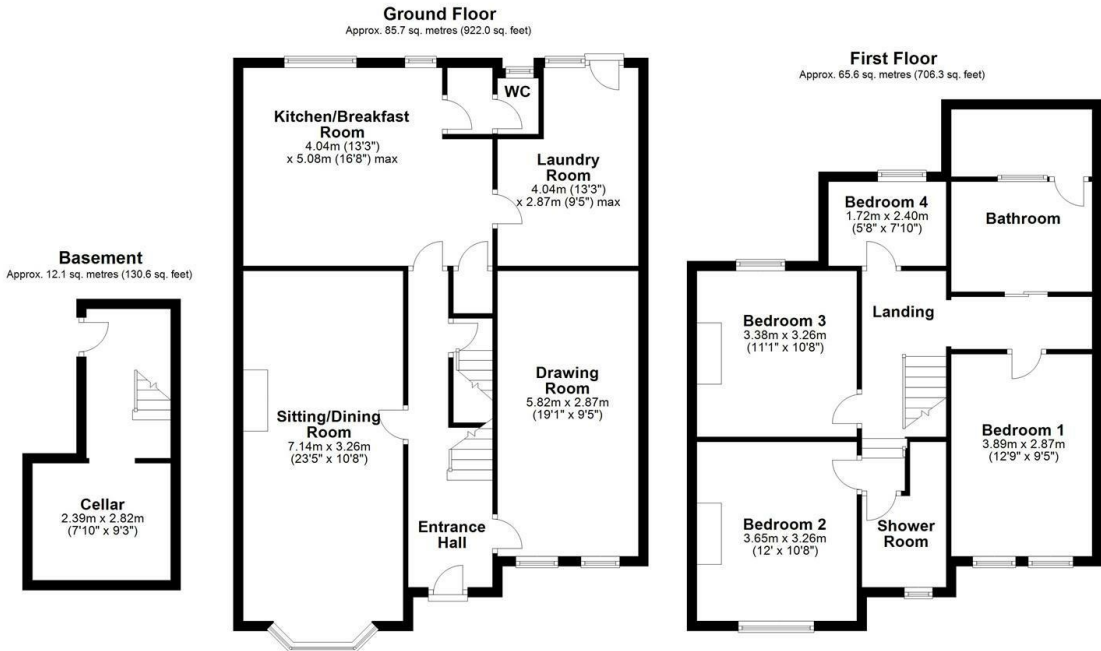 Ground Floor
Approx. 85.7 sq. metres (922.0 sq. feet)
Kitchen/Breakfast
Room
4.04m (13'3")
x 5.08m (16'8") max
WC
Laundry
Room
4.04m (13'3")
x 2.87m (9'5") max
Sitting/Dining
Room
7.14m x 3.26m
(23'5" x 10'8")
Drawing
Room
5.82m x 2.87m
(19'1" x 9'5")
Entrance
Hall
Basement
Approx. 12.1 sq. metres (130.6 sq. feet)
Cellar
2.39m x 2.82m
(7'10" x 9'3")
First Floor
Approx. 65.6 sq. metres (706.3 sq. feet)
Bedroom 4
1.72m x 2.40m
(5'8" x 7'10")
Bathroom
Bedroom 3
3.38m x 3.26m
(11'1" x 10'8")
Landing
Bedroom 1
3.89m x 2.87m
(12'9" x 9'5")
Bedroom 2
3.65m x 3.26m
(12' x 10'8")
Shower
Room